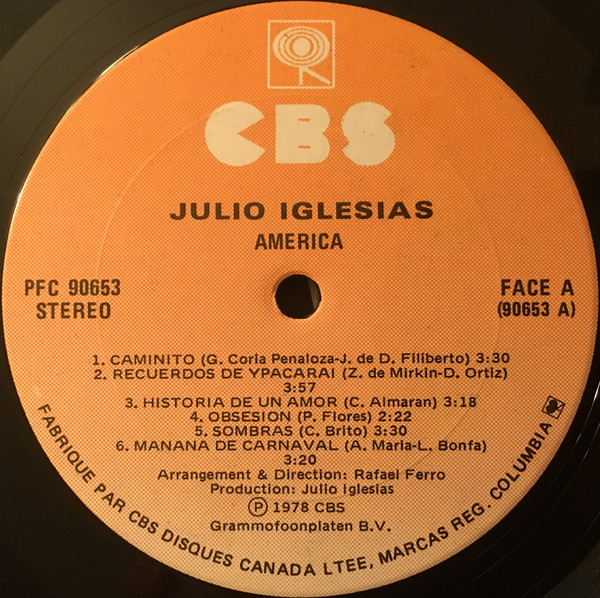 CBS
JULIO IGLESIAS
AMERICA
PFC 90653
STEREO
FACE A
(90653 A)
1. CAMINITO (G. Coria Penaloza-J. de D. Filiberto) 3:30
2. RECUERDOS DE YPACARAI (Z. de Mirkin-D. Ortiz)
3:57
3. HISTORIA DE UN AMOR (C. Almaran) 3:18
4. OBSESION (P. Flores) 2:22
5. SOMBRAS (C. Brito) 3:30
6. MANANA DE CARNAVAL (A. Maria-L. Bonfa)
3:20
Arrangement & Direction: Rafael Ferro
Production: Julio Iglesias
Ⓟ 1978 CBS
Grammofoonplaten B.V.
FABRIQUE PAR CBS DISQUES CANADA LTEE, MARCAS REG. COLUMBIA